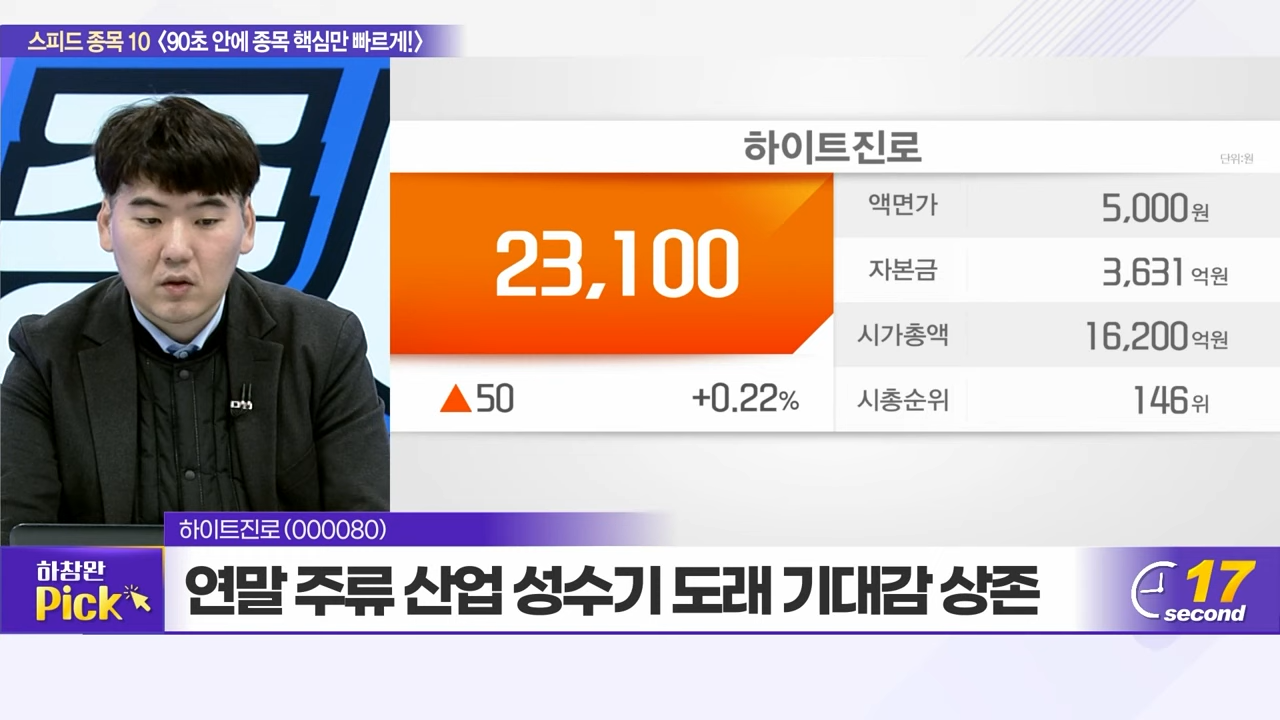 스피드 종목 10 <90초 안에 종목 핵심만 빠르게!>
하이트진로
단위:원
23,100
▲50 +0.22%
액면가 5,000원
자본금 3,631억원
시가총액 16,200억원
시총순위 146위
하이트진로(000080)
하창완
Pick
연말 주류 산업 성수기 도래 기대감 상존
17
second